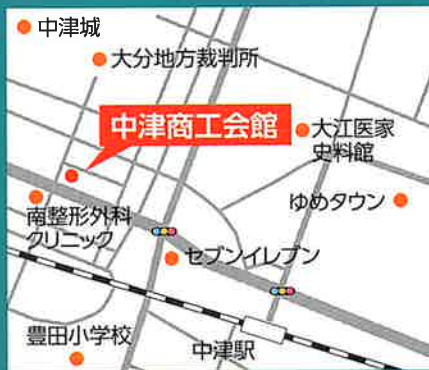 中津城
大分地方裁判所
中津商工会館
大江医家
史料館
ゆめタウン
南整形外科
クリニック
セブンイレブン
豊田小学校
中津駅